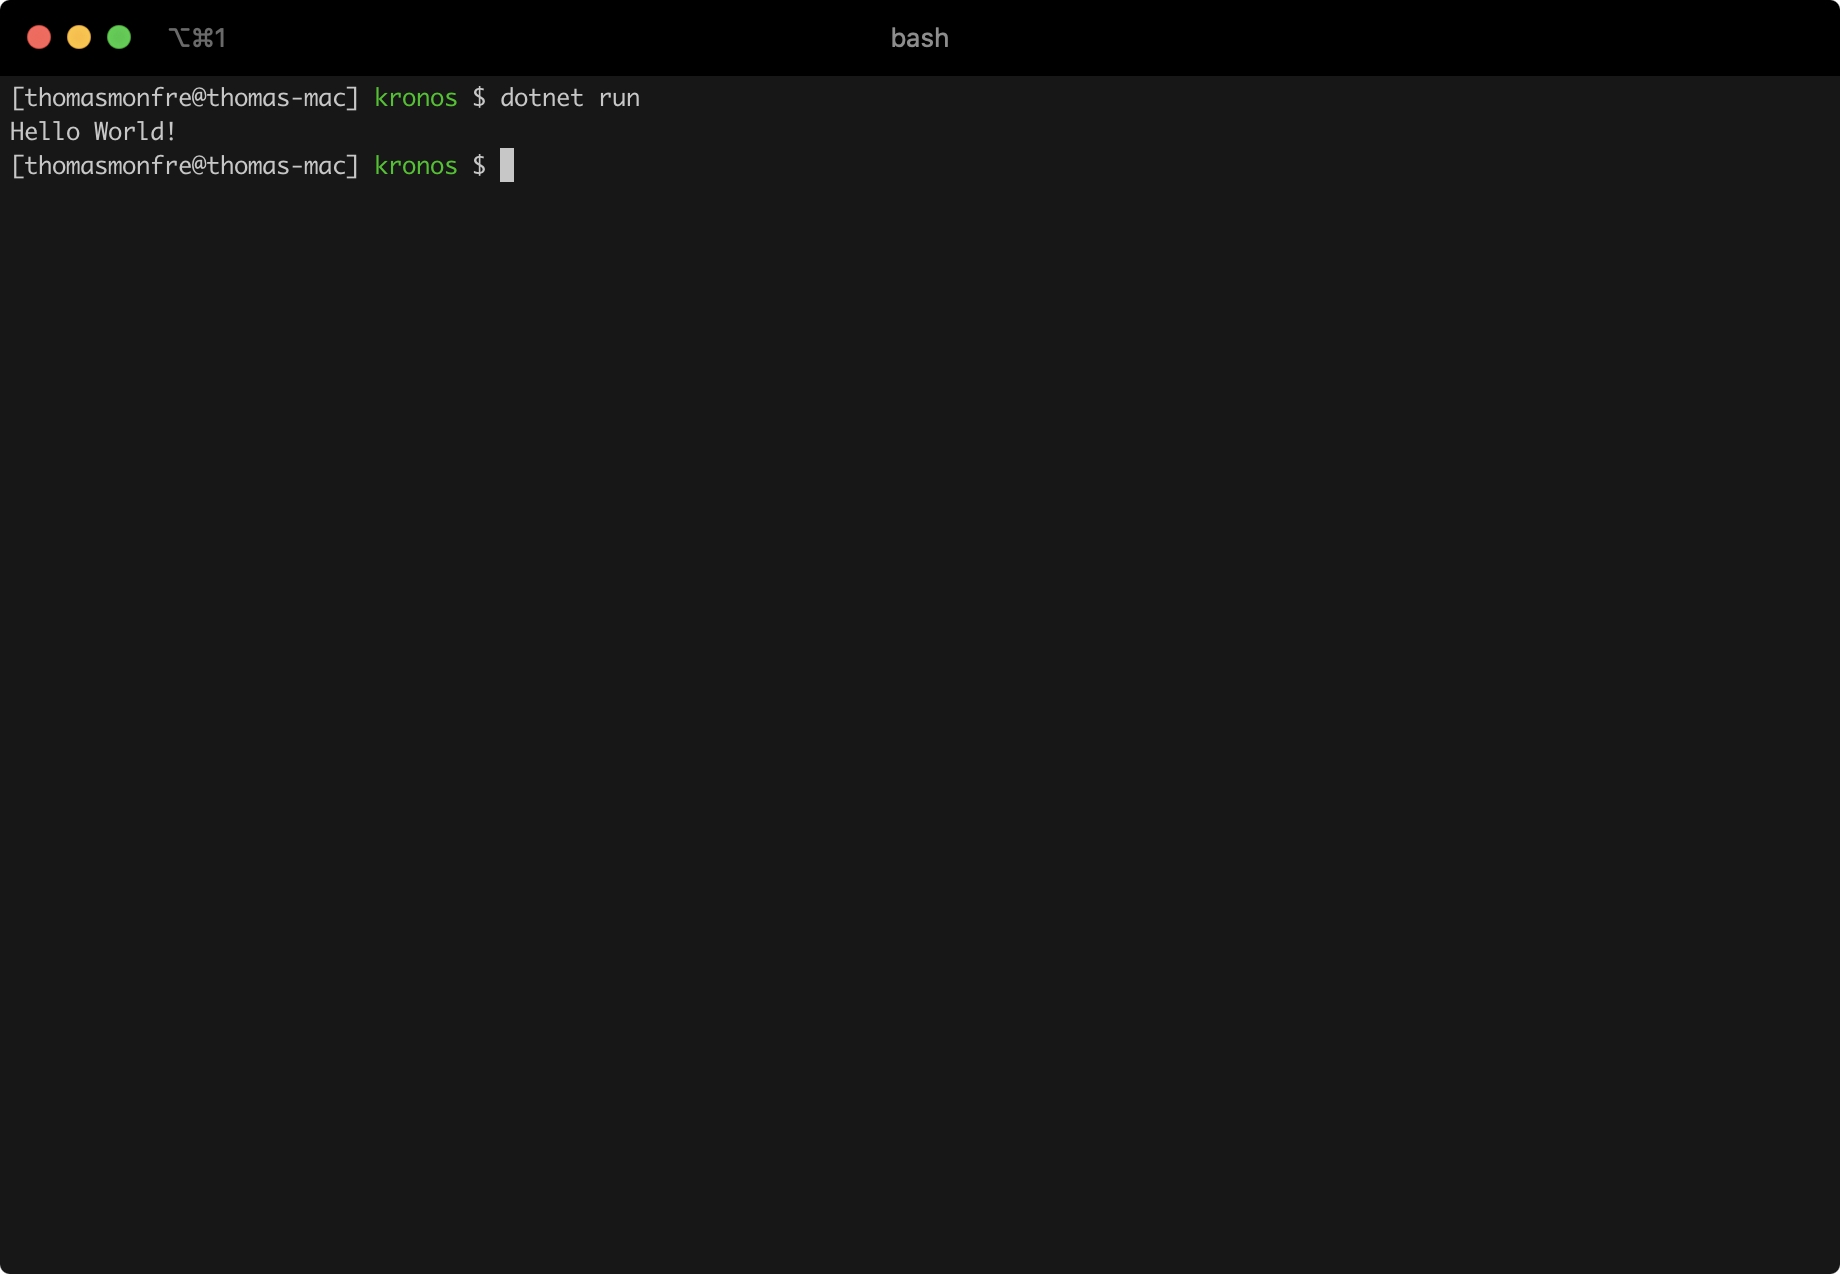 ⌥⌘1
bash
[thomasmonfre@thomas-mac] kronos $ dotnet run
Hello World!
[thomasmonfre@thomas-mac] kronos $